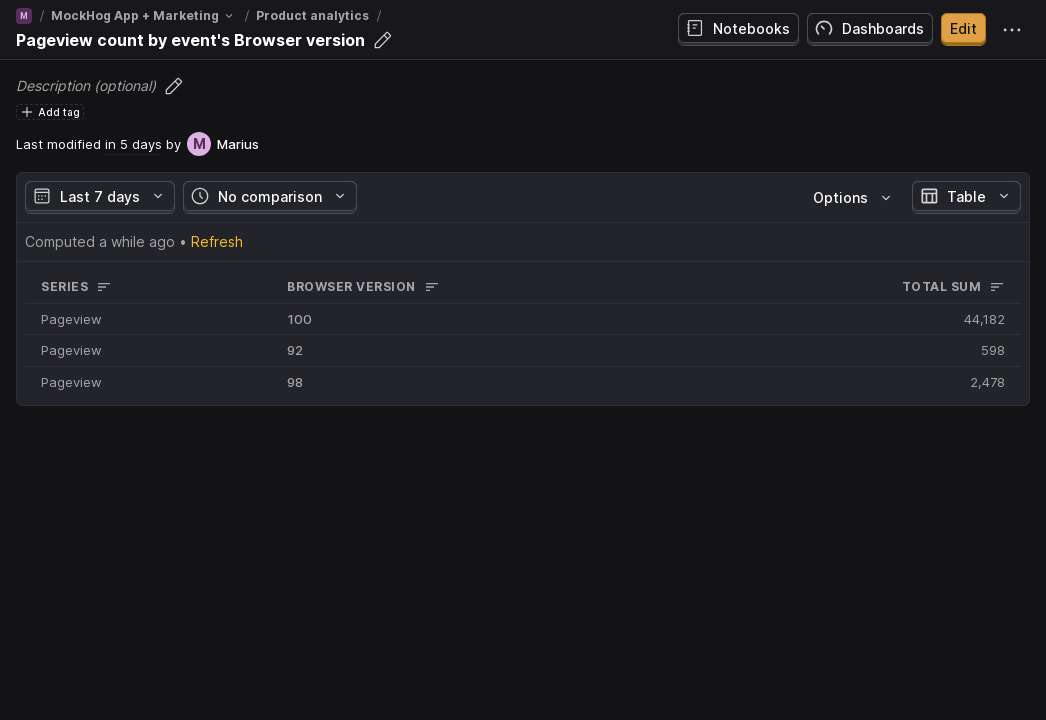 M / MockHog App + Marketing / Product analytics /
Pageview count by event's Browser version
Notebooks
Dashboards
Edit
Description (optional)
Add tag
Last modified in 5 days by M Marius
Last 7 days
No comparison
Options
Table
Computed a while ago • Refresh
SERIES BROWSER VERSION TOTAL SUM
Pageview 100 44,182
Pageview 92 598
Pageview 98 2,478